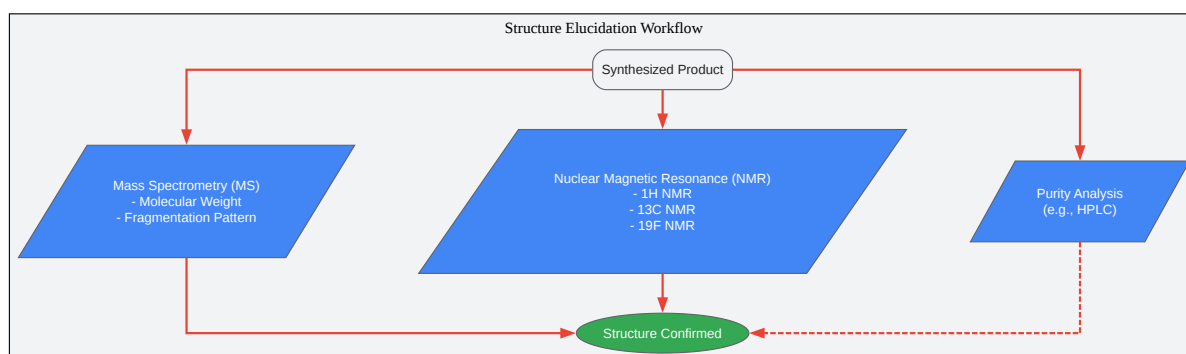 Structure Elucidation Workflow
Synthesized Product
Mass Spectrometry (MS)
- Molecular Weight
- Fragmentation Pattern
Nuclear Magnetic Resonance (NMR)
- 1H NMR
- 13C NMR
- 19F NMR
Purity Analysis
(e.g., HPLC)
Structure Confirmed